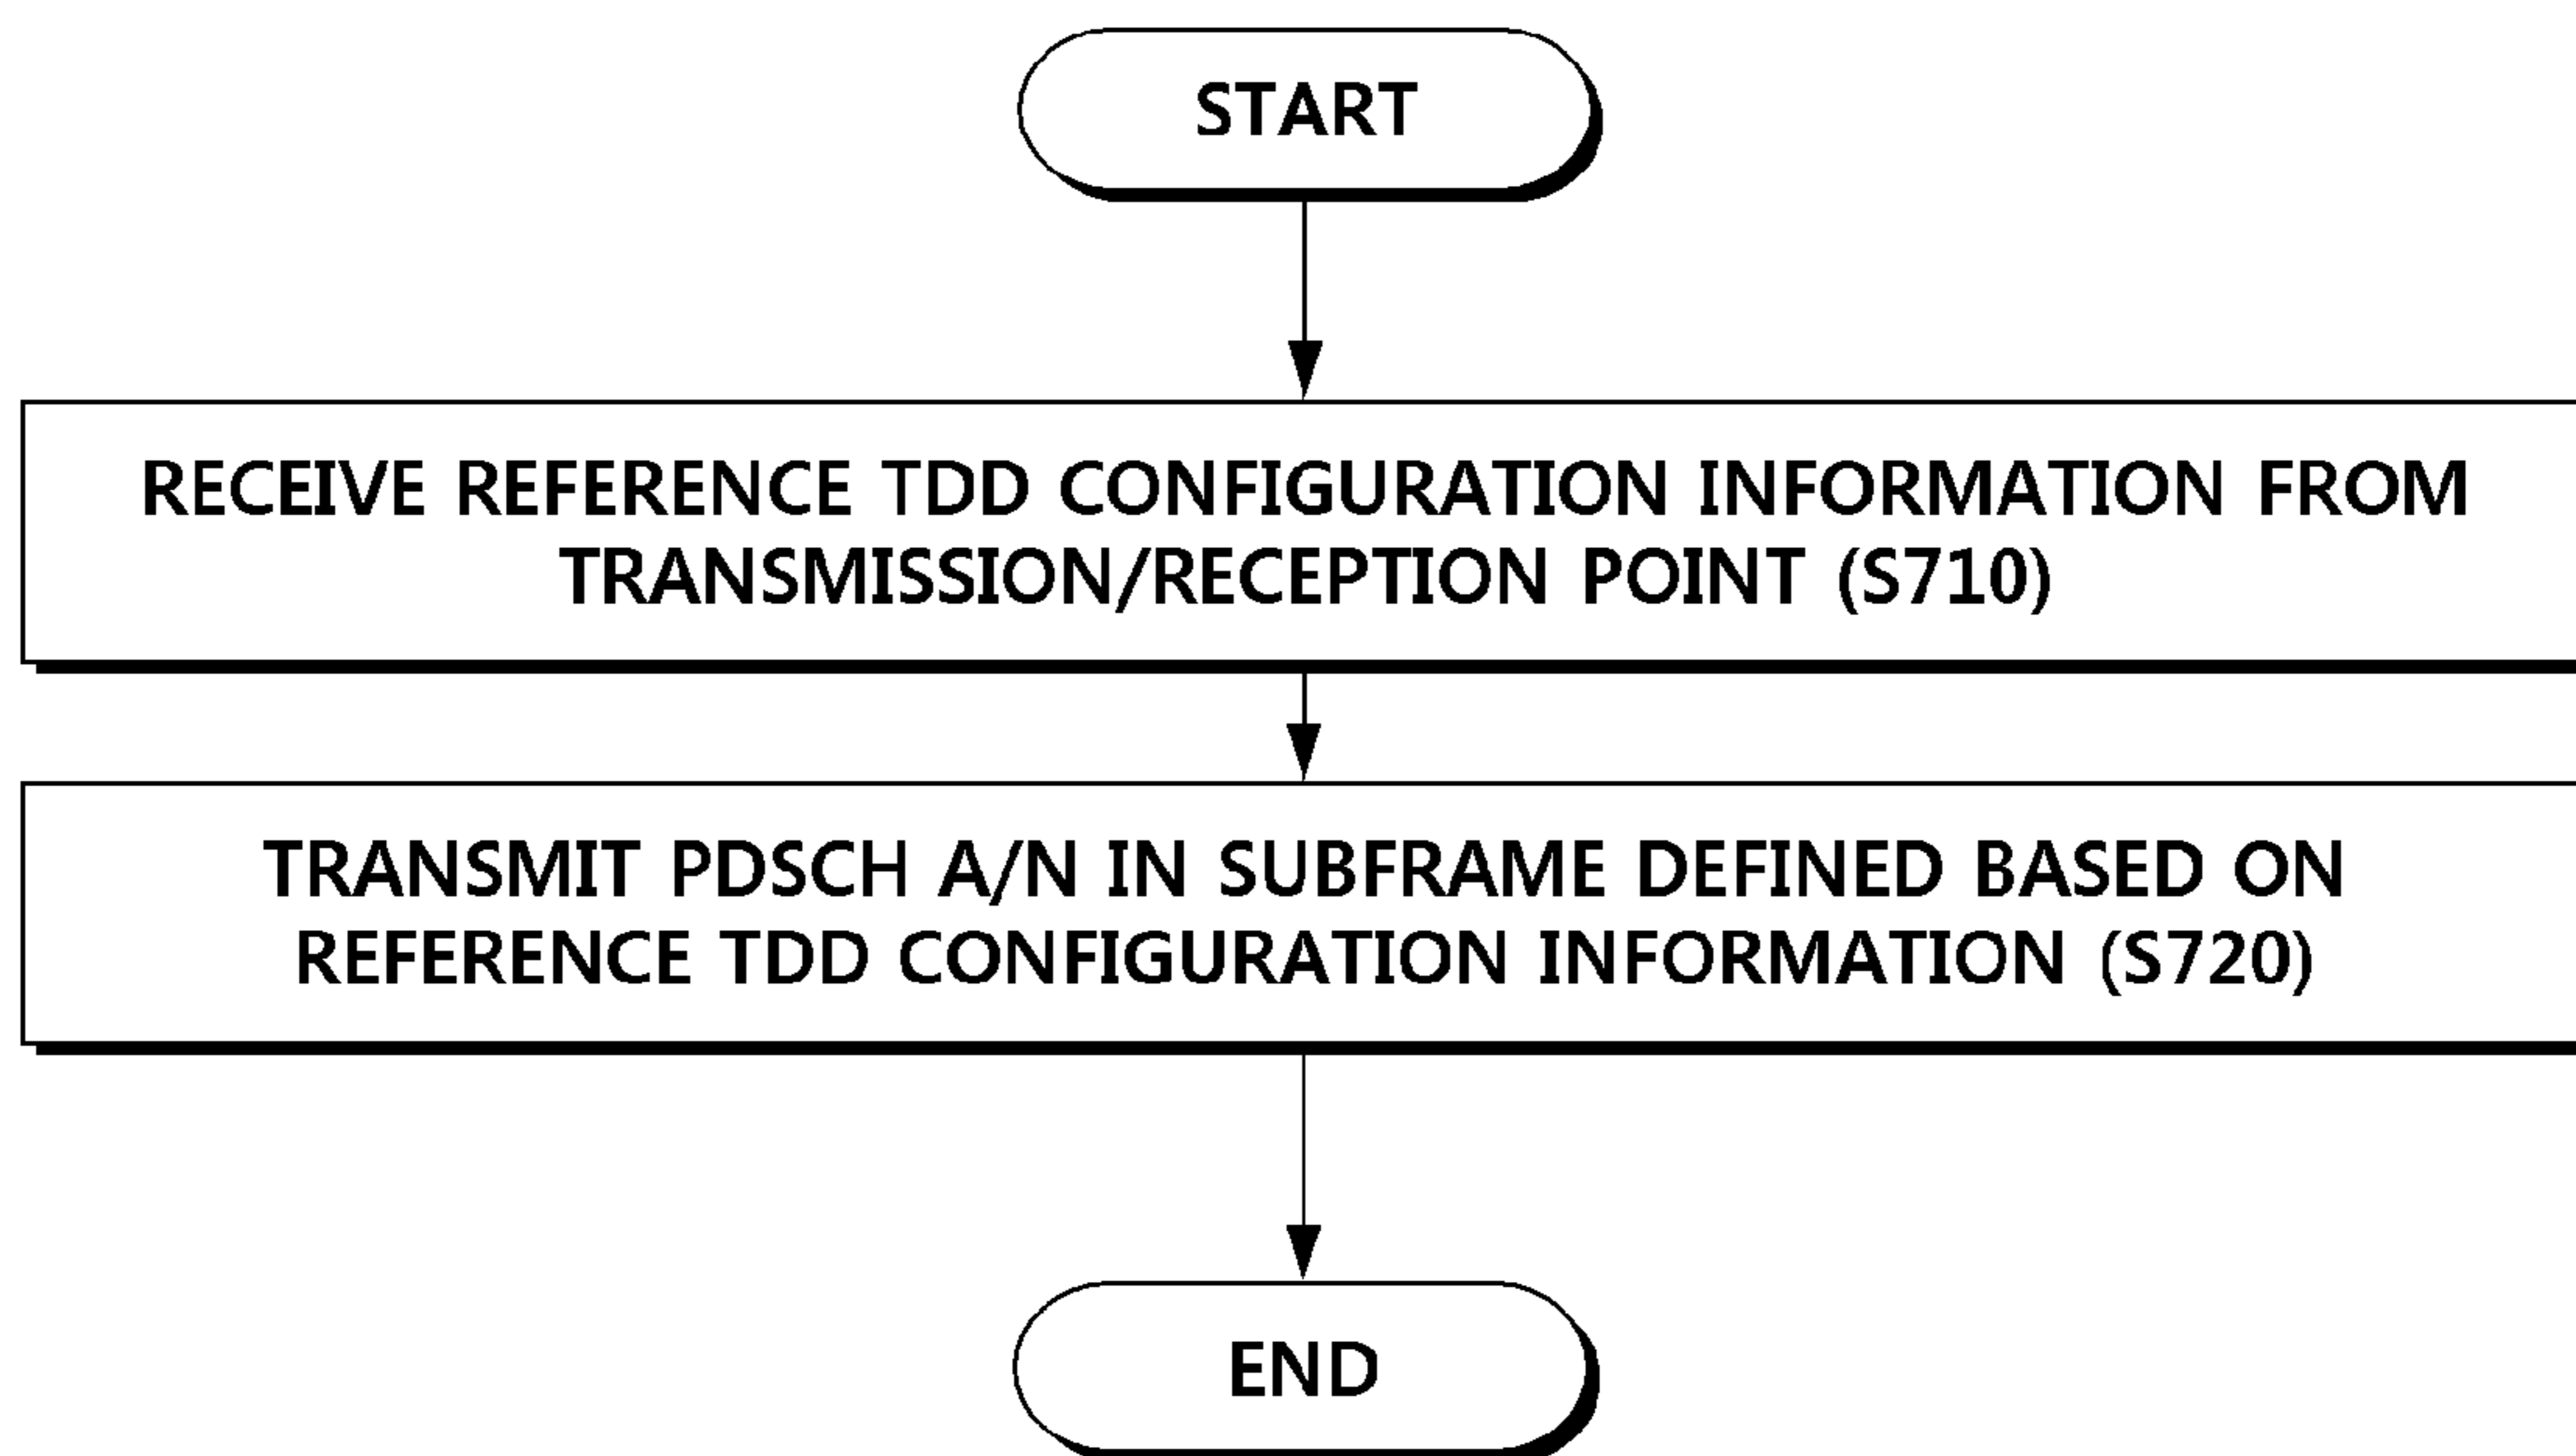 START
RECEIVE REFERENCE TDD CONFIGURATION INFORMATION FROM
TRANSMISSION/RECEPTION POINT (S710)
TRANSMIT PDSCH A/N IN SUBFRAME DEFINED BASED ON
REFERENCE TDD CONFIGURATION INFORMATION (S720)
END